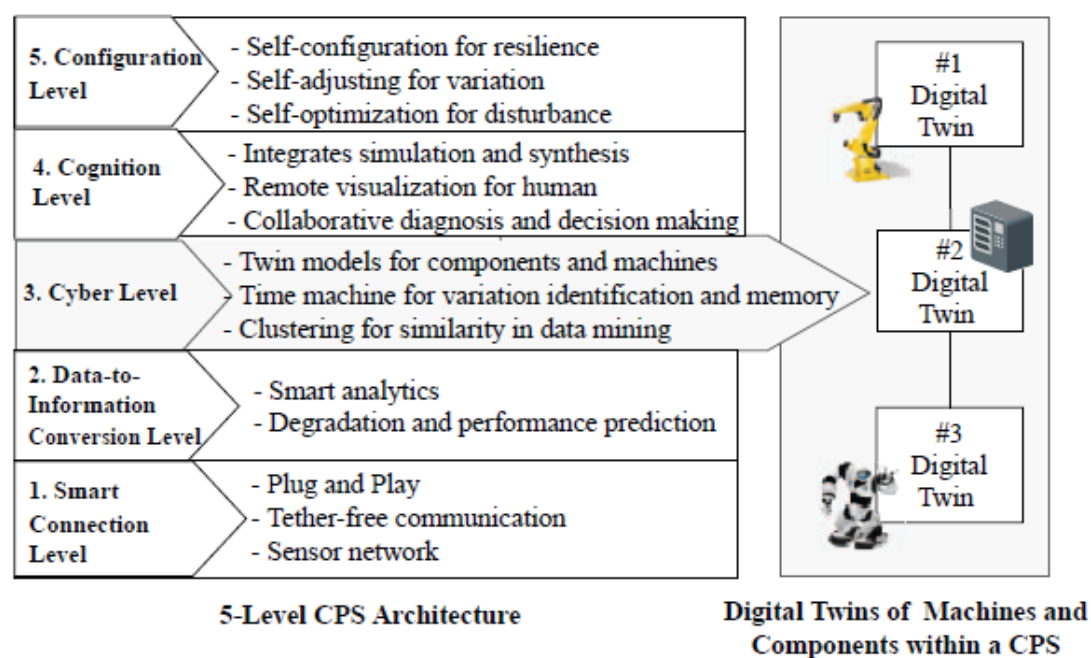 5. Configuration
Level
- Self-configuration for resilience
- Self-adjusting for variation
- Self-optimization for disturbance
4. Cognition
Level
- Integrates simulation and synthesis
- Remote visualization for human
- Collaborative diagnosis and decision making
3. Cyber Level
- Twin models for components and machines
- Time machine for variation identification and memory
- Clustering for similarity in data mining
2. Data-to-
Information
Conversion Level
- Smart analytics
- Degradation and performance prediction
1. Smart
Connection
Level
- Plug and Play
- Tether-free communication
- Sensor network
5-Level CPS Architecture
#1
Digital
Twin
#2
Digital
Twin
#3
Digital
Twin
Digital Twins of Machines and
Components within a CPS